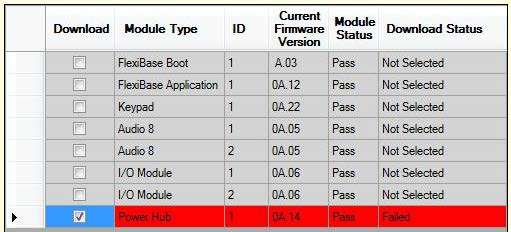 Download Module Type ID Current Firmware Version Module Status Download Status
FlexiBase Boot 1 A.03 Pass Not Selected
FlexiBase Application 1 0A.12 Pass Not Selected
Keypad 1 0A.22 Pass Not Selected
Audio 8 1 0A.05 Pass Not Selected
Audio 8 2 0A.05 Pass Not Selected
I/O Module 1 0A.06 Pass Not Selected
I/O Module 2 0A.06 Pass Not Selected
Power Hub 1 0A.14 Pass Failed